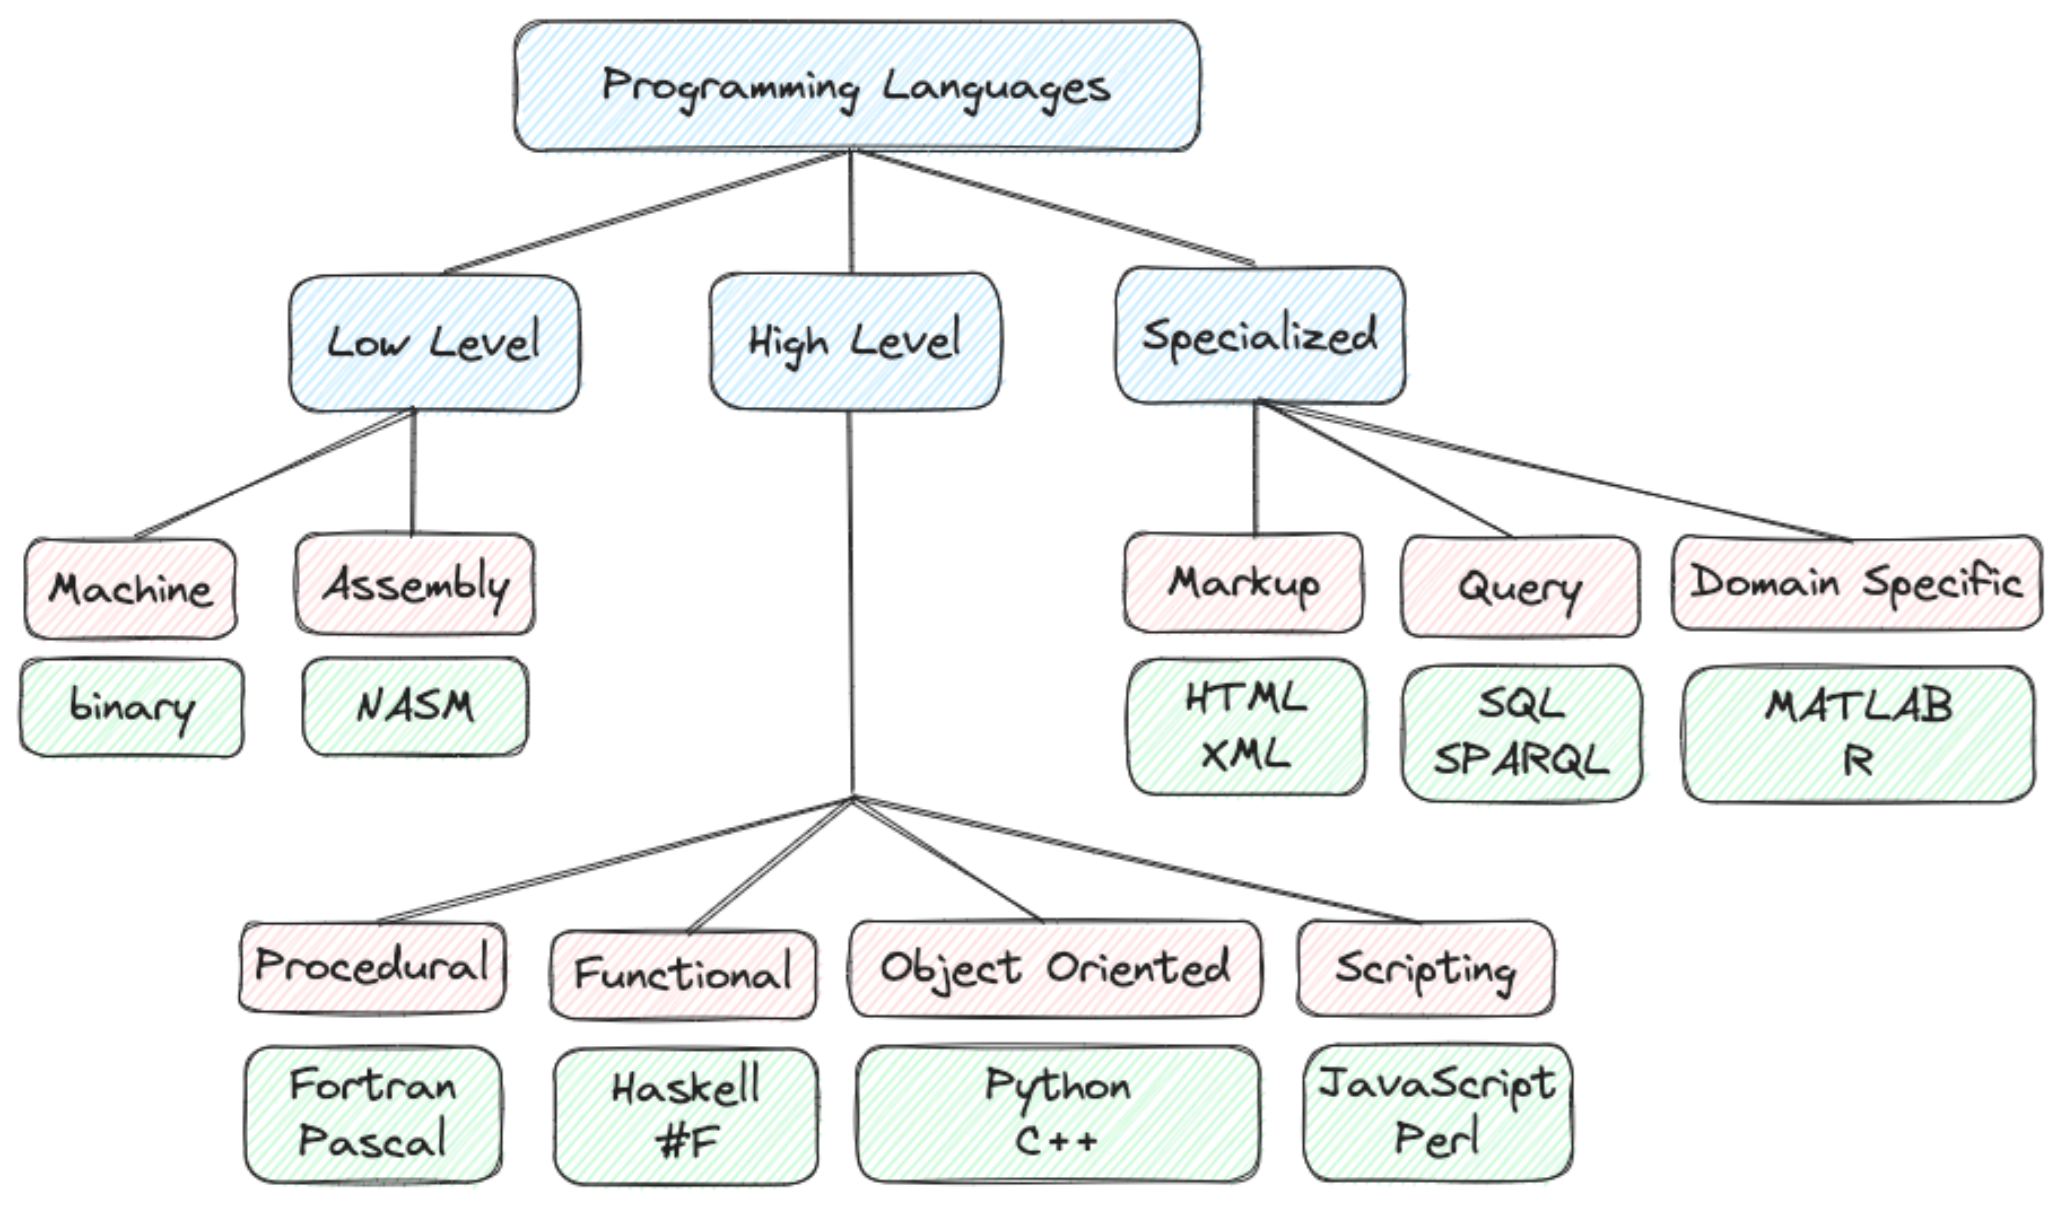 Programming Languages
Low Level
High Level
Specialized
Machine
Assembly
Markup
Query
Domain Specific
binary
NASM
HTML
XML
SQL
SPARQL
MATLAB
R
Procedural
Functional
Object Oriented
Scripting
Fortran
Pascal
Haskell
#F
Python
C++
JavaScript
Perl